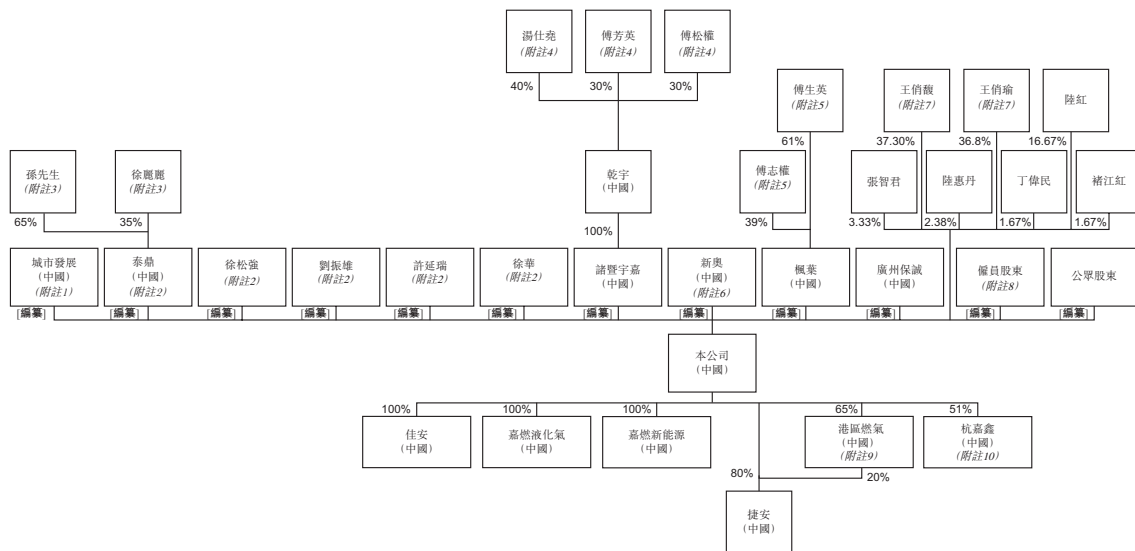 湯仕堯
(附註4)
傅芳英
(附註4)
傅松權
(附註4)
40%
30%
30%
傅生英
(附註5)
王俏馥
(附註7)
王俏瑜
(附註7)
陸紅
61%
37.30%
36.8%
16.67%
孫先生
(附註3)
徐麗麗
(附註3)
乾宇
(中國)
傅志權
(附註5)
張智君
陸惠丹
丁偉民
褚江紅
65%
35%
100%
39%
3.33%
2.38%
1.67%
1.67%
城市發展
(中國)
(附註1)
泰鼎
(中國)
(附註2)
徐松強
(附註2)
劉振雄
(附註2)
許延瑞
(附註2)
徐華
(附註2)
諸暨宇嘉
(中國)
新奧
(中國)
(附註6)
楓葉
(中國)
廣州保誠
(中國)
僱員股東
(附註8)
公眾股東
[編纂]
[編纂]
[編纂]
[編纂]
[編纂]
[編纂]
[編纂]
[編纂]
[編纂]
[編纂]
[編纂]
[編纂]
本公司
(中國)
100%
100%
100%
65%
51%
佳安
(中國)
嘉燃液化氣
(中國)
嘉燃新能源
(中國)
港區燃氣
(中國)
(附註9)
杭嘉鑫
(中國)
(附註10)
80%
20%
捷安
(中國)